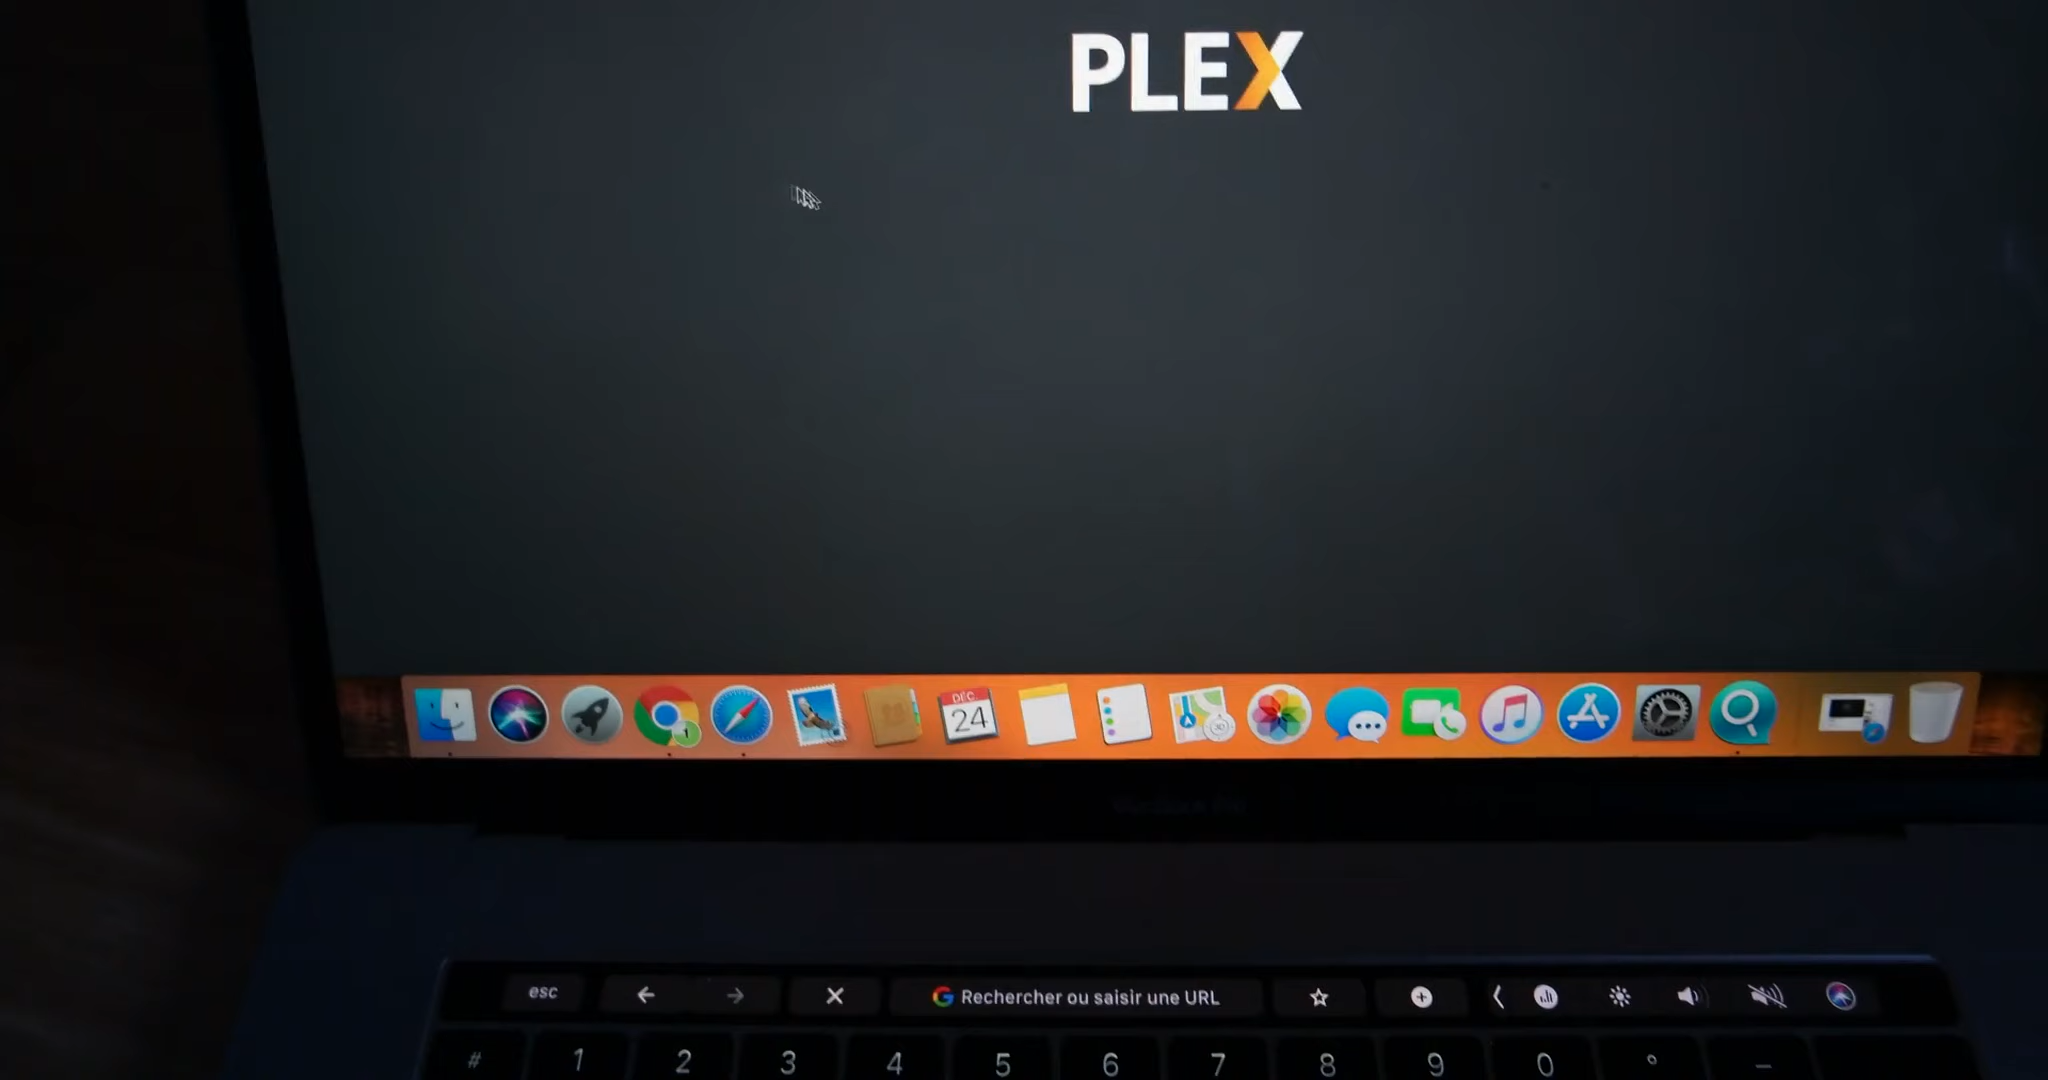 PLEX
DÉC.
24
3D
esc
G Rechercher ou saisir une URL
# 1 2 3 4 5 6 7 8 9 0 ° –